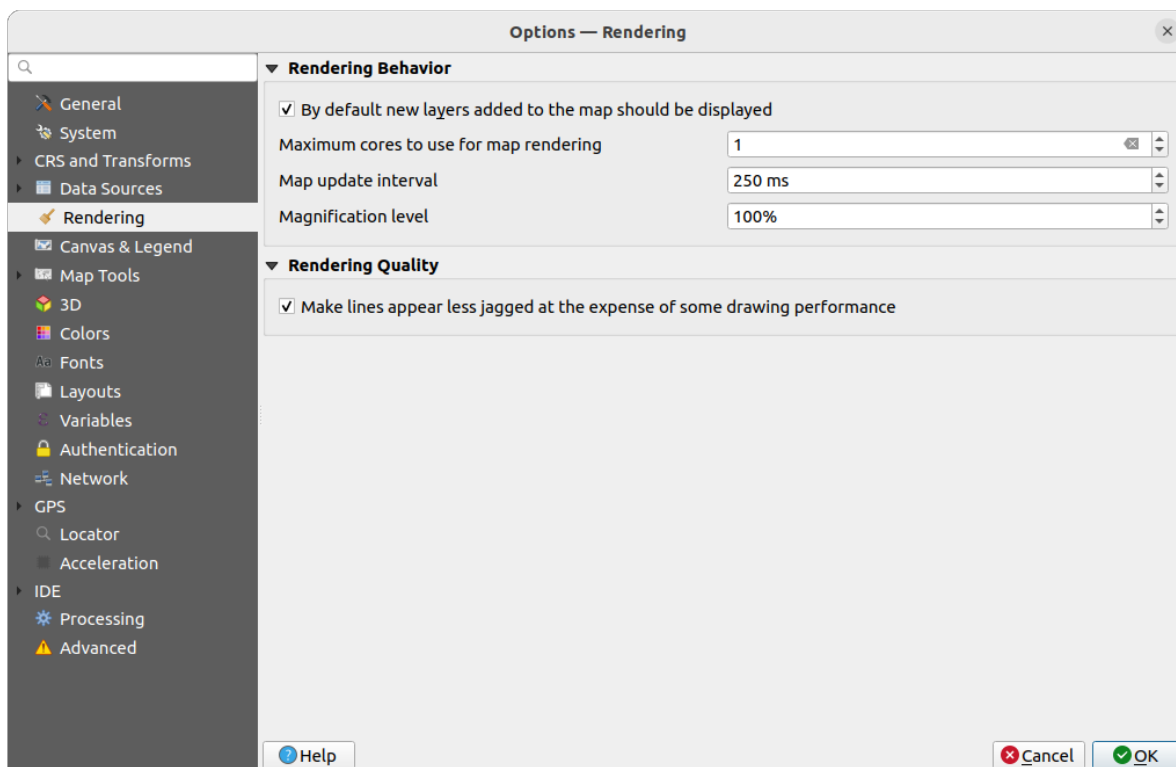 Options — Rendering
General
System
CRS and Transforms
Data Sources
Rendering
Canvas & Legend
Map Tools
3D
Colors
Aa Fonts
Layouts
ε Variables
Authentication
Network
GPS
Locator
Acceleration
IDE
Processing
Advanced
Rendering Behavior
By default new layers added to the map should be displayed
Maximum cores to use for map rendering 1
Map update interval 250 ms
Magnification level 100%
Rendering Quality
Make lines appear less jagged at the expense of some drawing performance
? Help
Cancel
OK